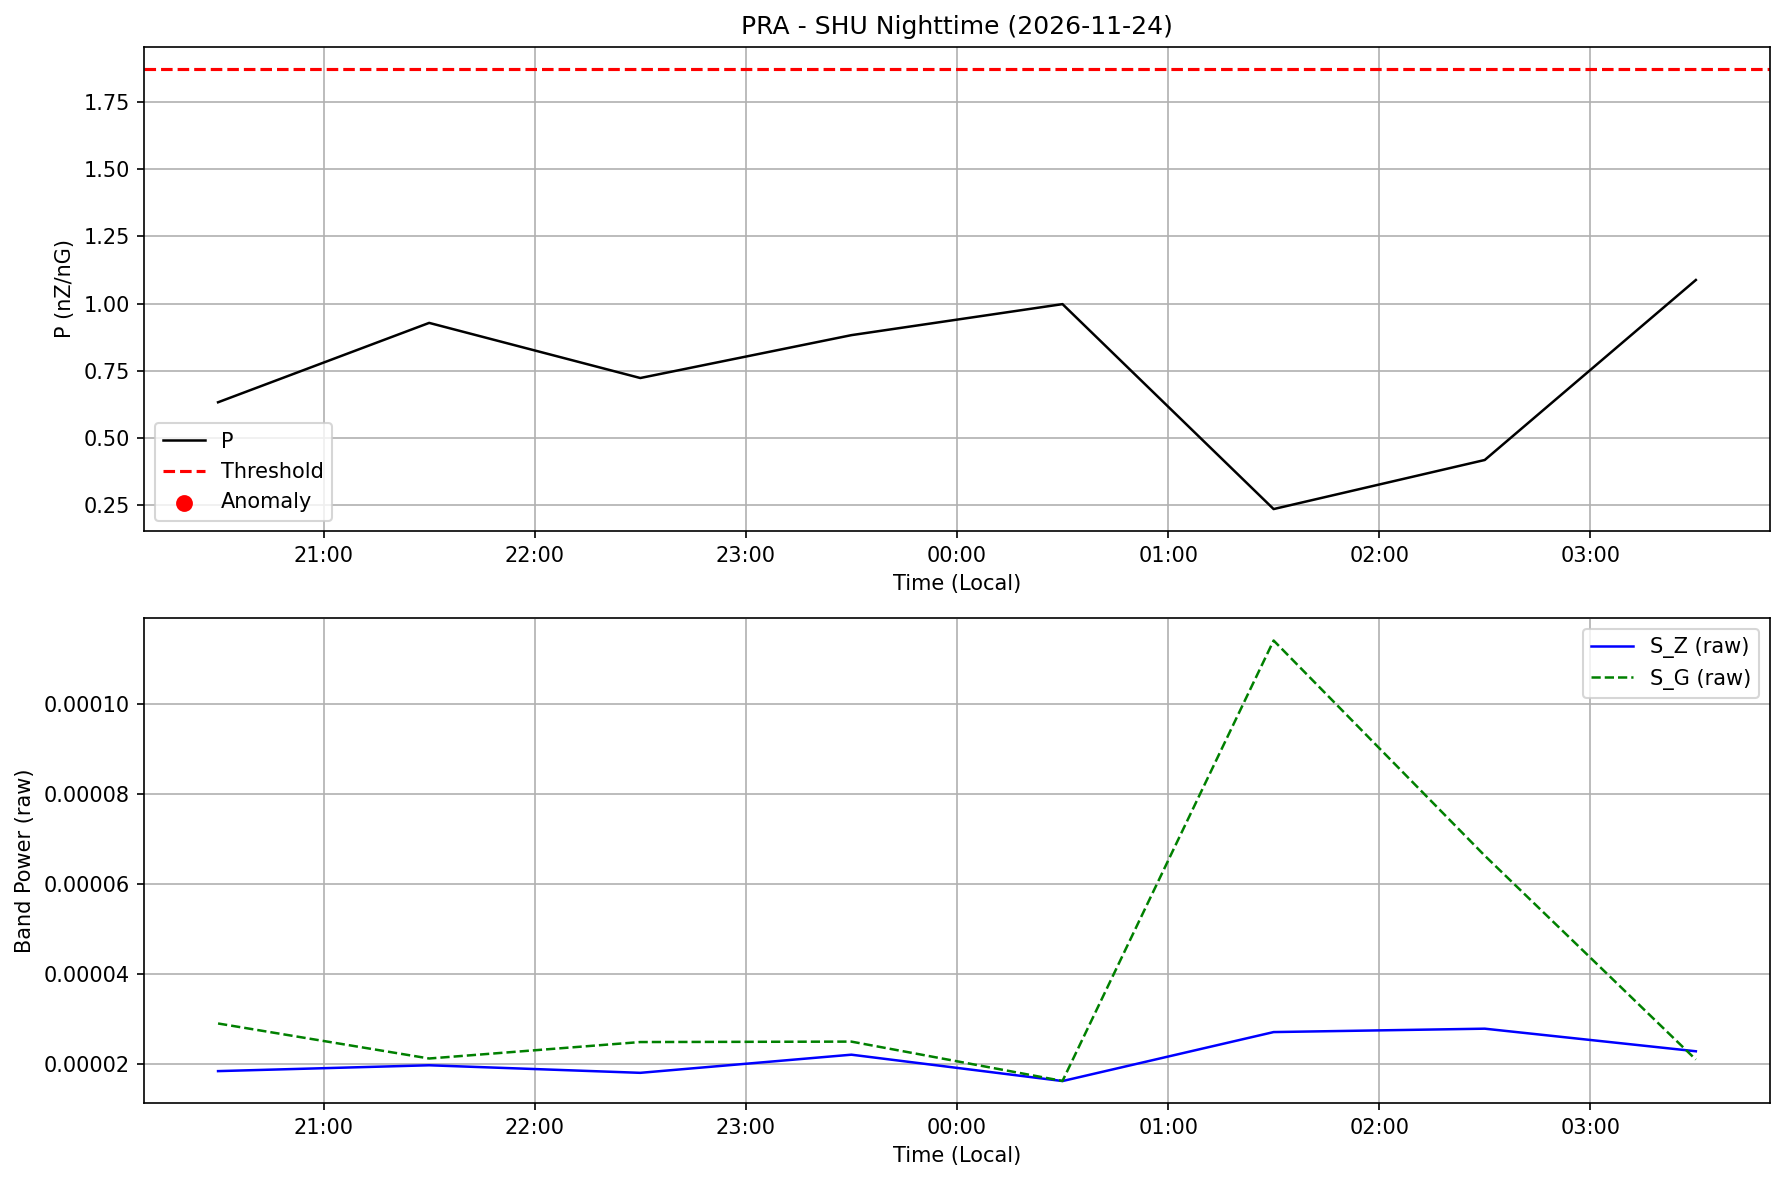 PRA - SHU Nighttime (2026-11-24)
P (nZ/nG)
1.75
1.50
1.25
1.00
0.75
0.50
0.25
P
Threshold
Anomaly
21:00 22:00 23:00 00:00 01:00 02:00 03:00
Time (Local)
Band Power (raw)
0.00010
0.00008
0.00006
0.00004
0.00002
S_Z (raw)
S_G (raw)
21:00 22:00 23:00 00:00 01:00 02:00 03:00
Time (Local)